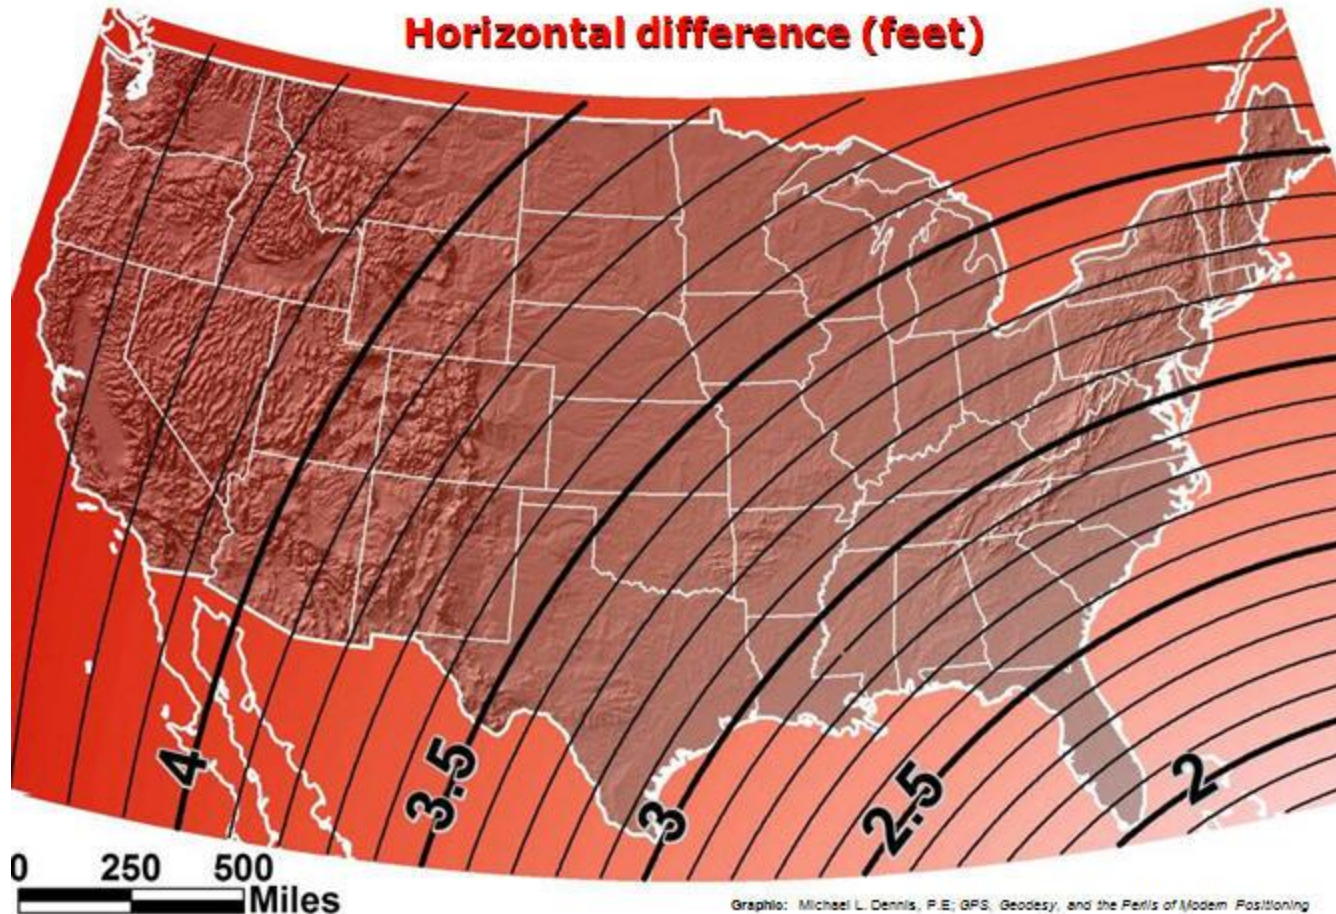 Horizontal difference (feet)
4
3.5
3
2.5
2
0 250 500
Miles
Graphic: Michael L. Dennis, P.E; GPS, Geodesy, and the Perils of Modern Positioning